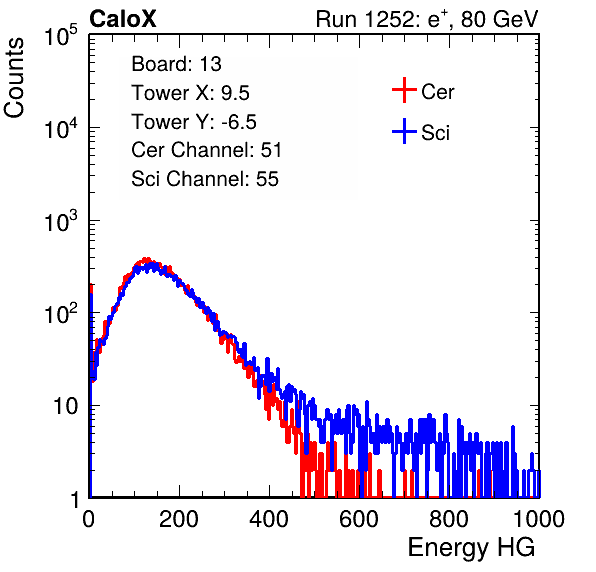 CaloX Run 1252: e⁺, 80 GeV
Counts
10⁵
10⁴
10³
10²
10
1
Board: 13
Tower X: 9.5
Tower Y: -6.5
Cer Channel: 51
Sci Channel: 55
Cer
Sci
0 200 400 600 800 1000
Energy HG